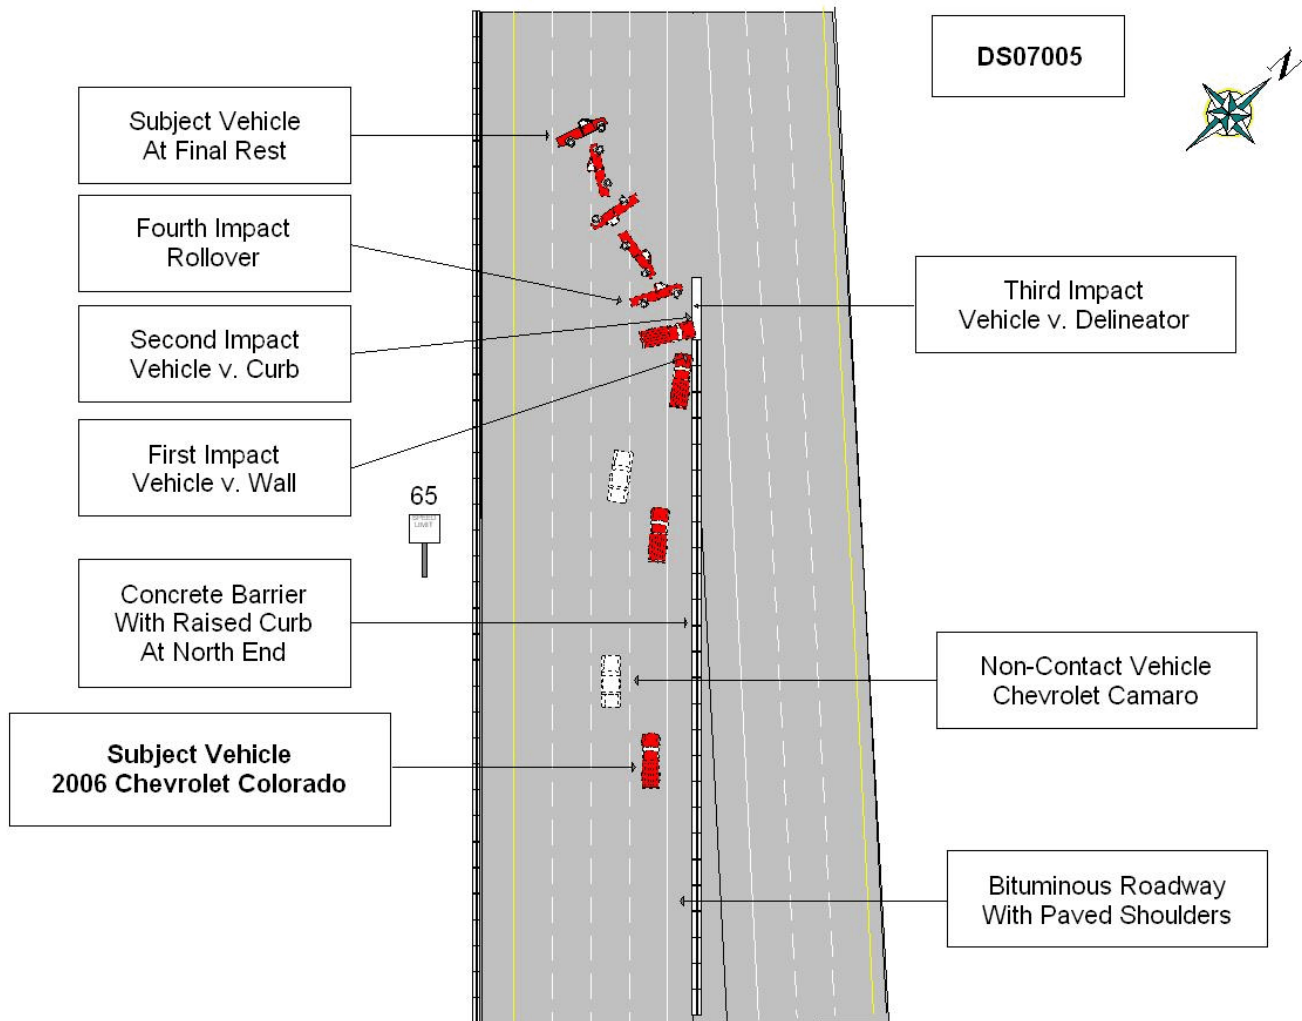 DS07005
N
Subject Vehicle
At Final Rest
Fourth Impact
Rollover
Second Impact
Vehicle v. Curb
First Impact
Vehicle v. Wall
Third Impact
Vehicle v. Delineator
65
SPEED
LIMIT
Concrete Barrier
With Raised Curb
At North End
Non-Contact Vehicle
Chevrolet Camaro
Subject Vehicle
2006 Chevrolet Colorado
Bituminous Roadway
With Paved Shoulders